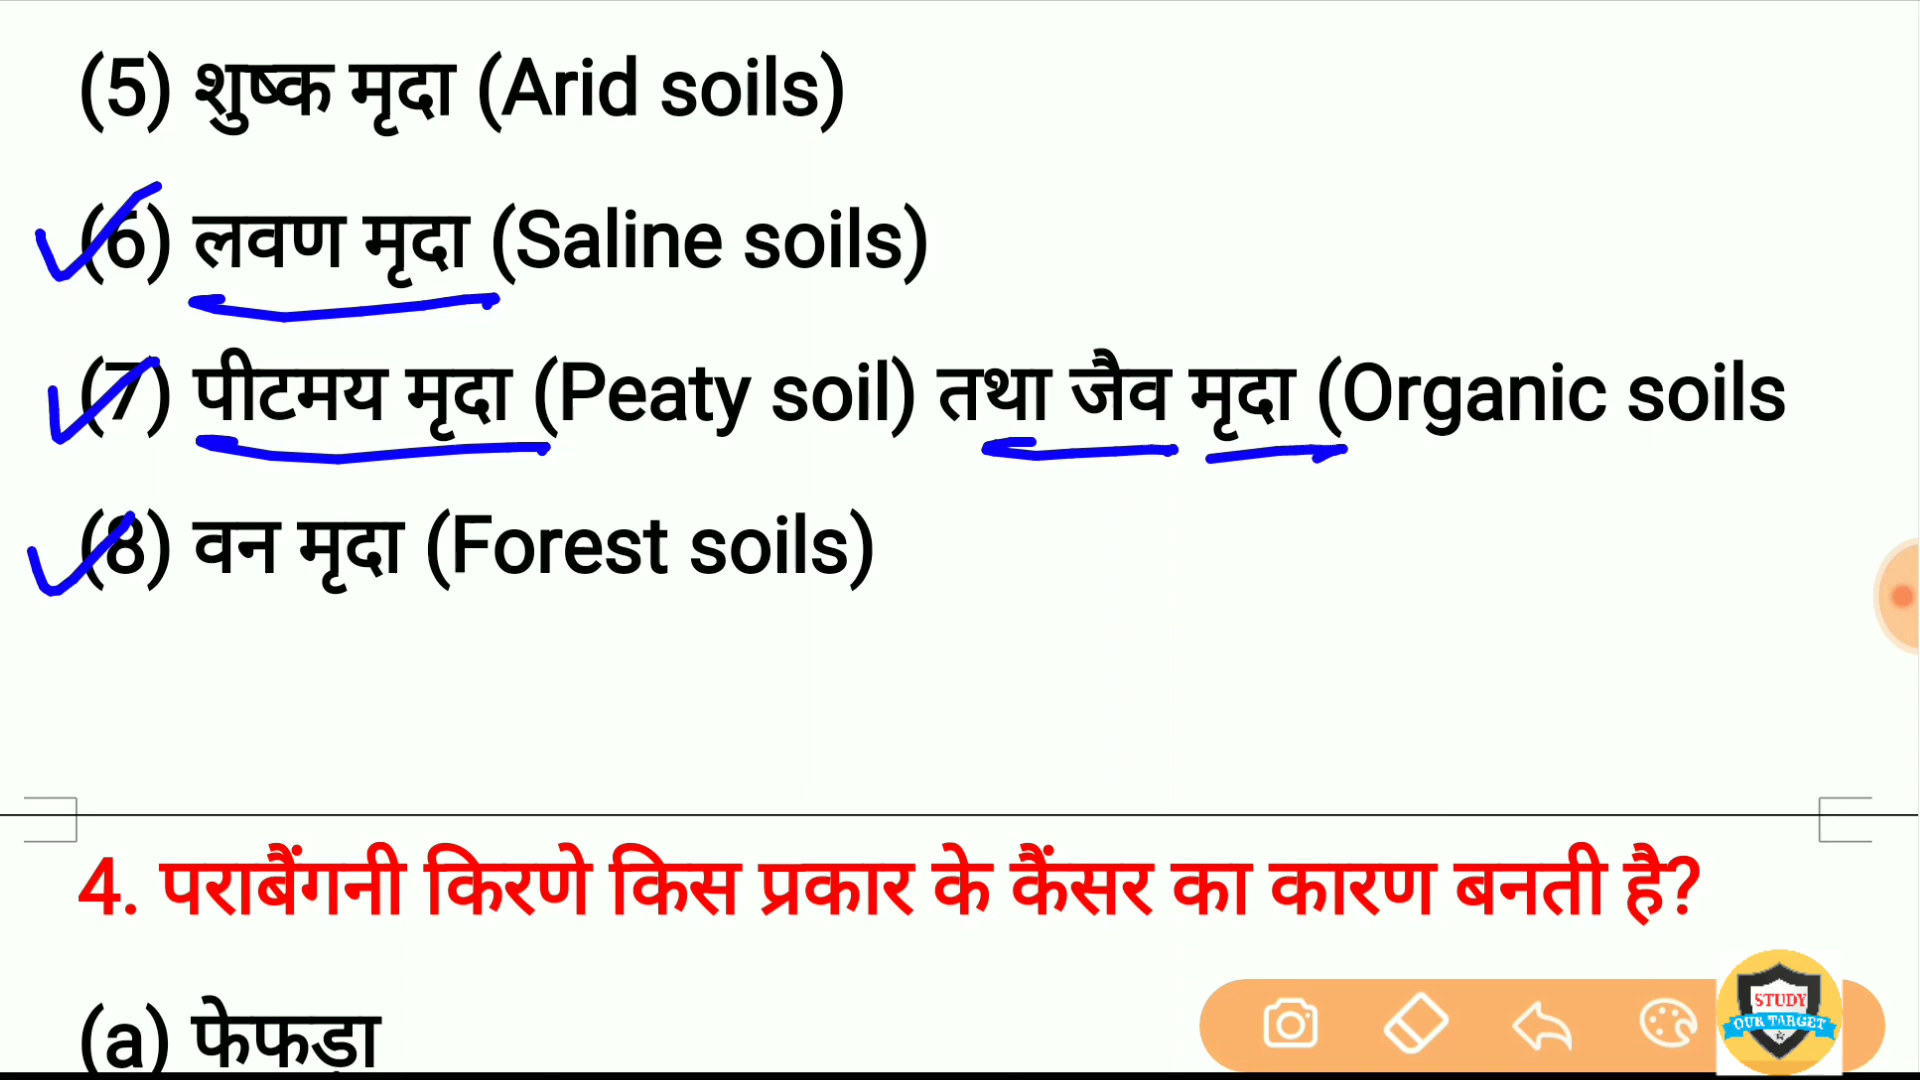 (5) शुष्क मृदा (Arid soils)
(6) लवण मृदा (Saline soils)
(7) पीटमय मृदा (Peaty soil) तथा जैव मृदा (Organic soils
(8) वन मृदा (Forest soils)
4. पराबैंगनी किरणे किस प्रकार के कैंसर का कारण बनती है?
(a) फेफड़ा
STUDY
OUR TARGET